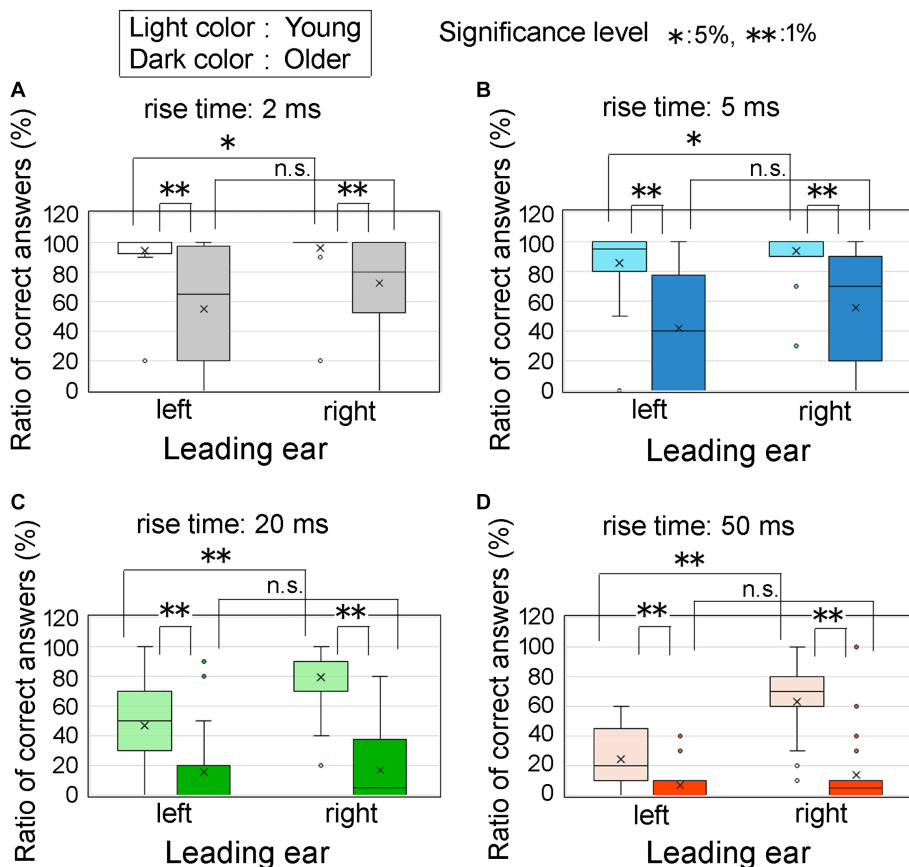 Light color : Young
Dark color : Older
Significance level *:5%, **:1%
A
rise time: 2 ms
*
n.s.
** **
Ratio of correct answers (%)
120
100
80
60
40
20
0
left right
Leading ear
B
rise time: 5 ms
*
n.s.
** **
Ratio of correct answers (%)
120
100
80
60
40
20
0
left right
Leading ear
C
rise time: 20 ms
**
n.s.
** **
Ratio of correct answers (%)
120
100
80
60
40
20
0
left right
Leading ear
D
rise time: 50 ms
**
n.s.
** **
Ratio of correct answers (%)
120
100
80
60
40
20
0
left right
Leading ear